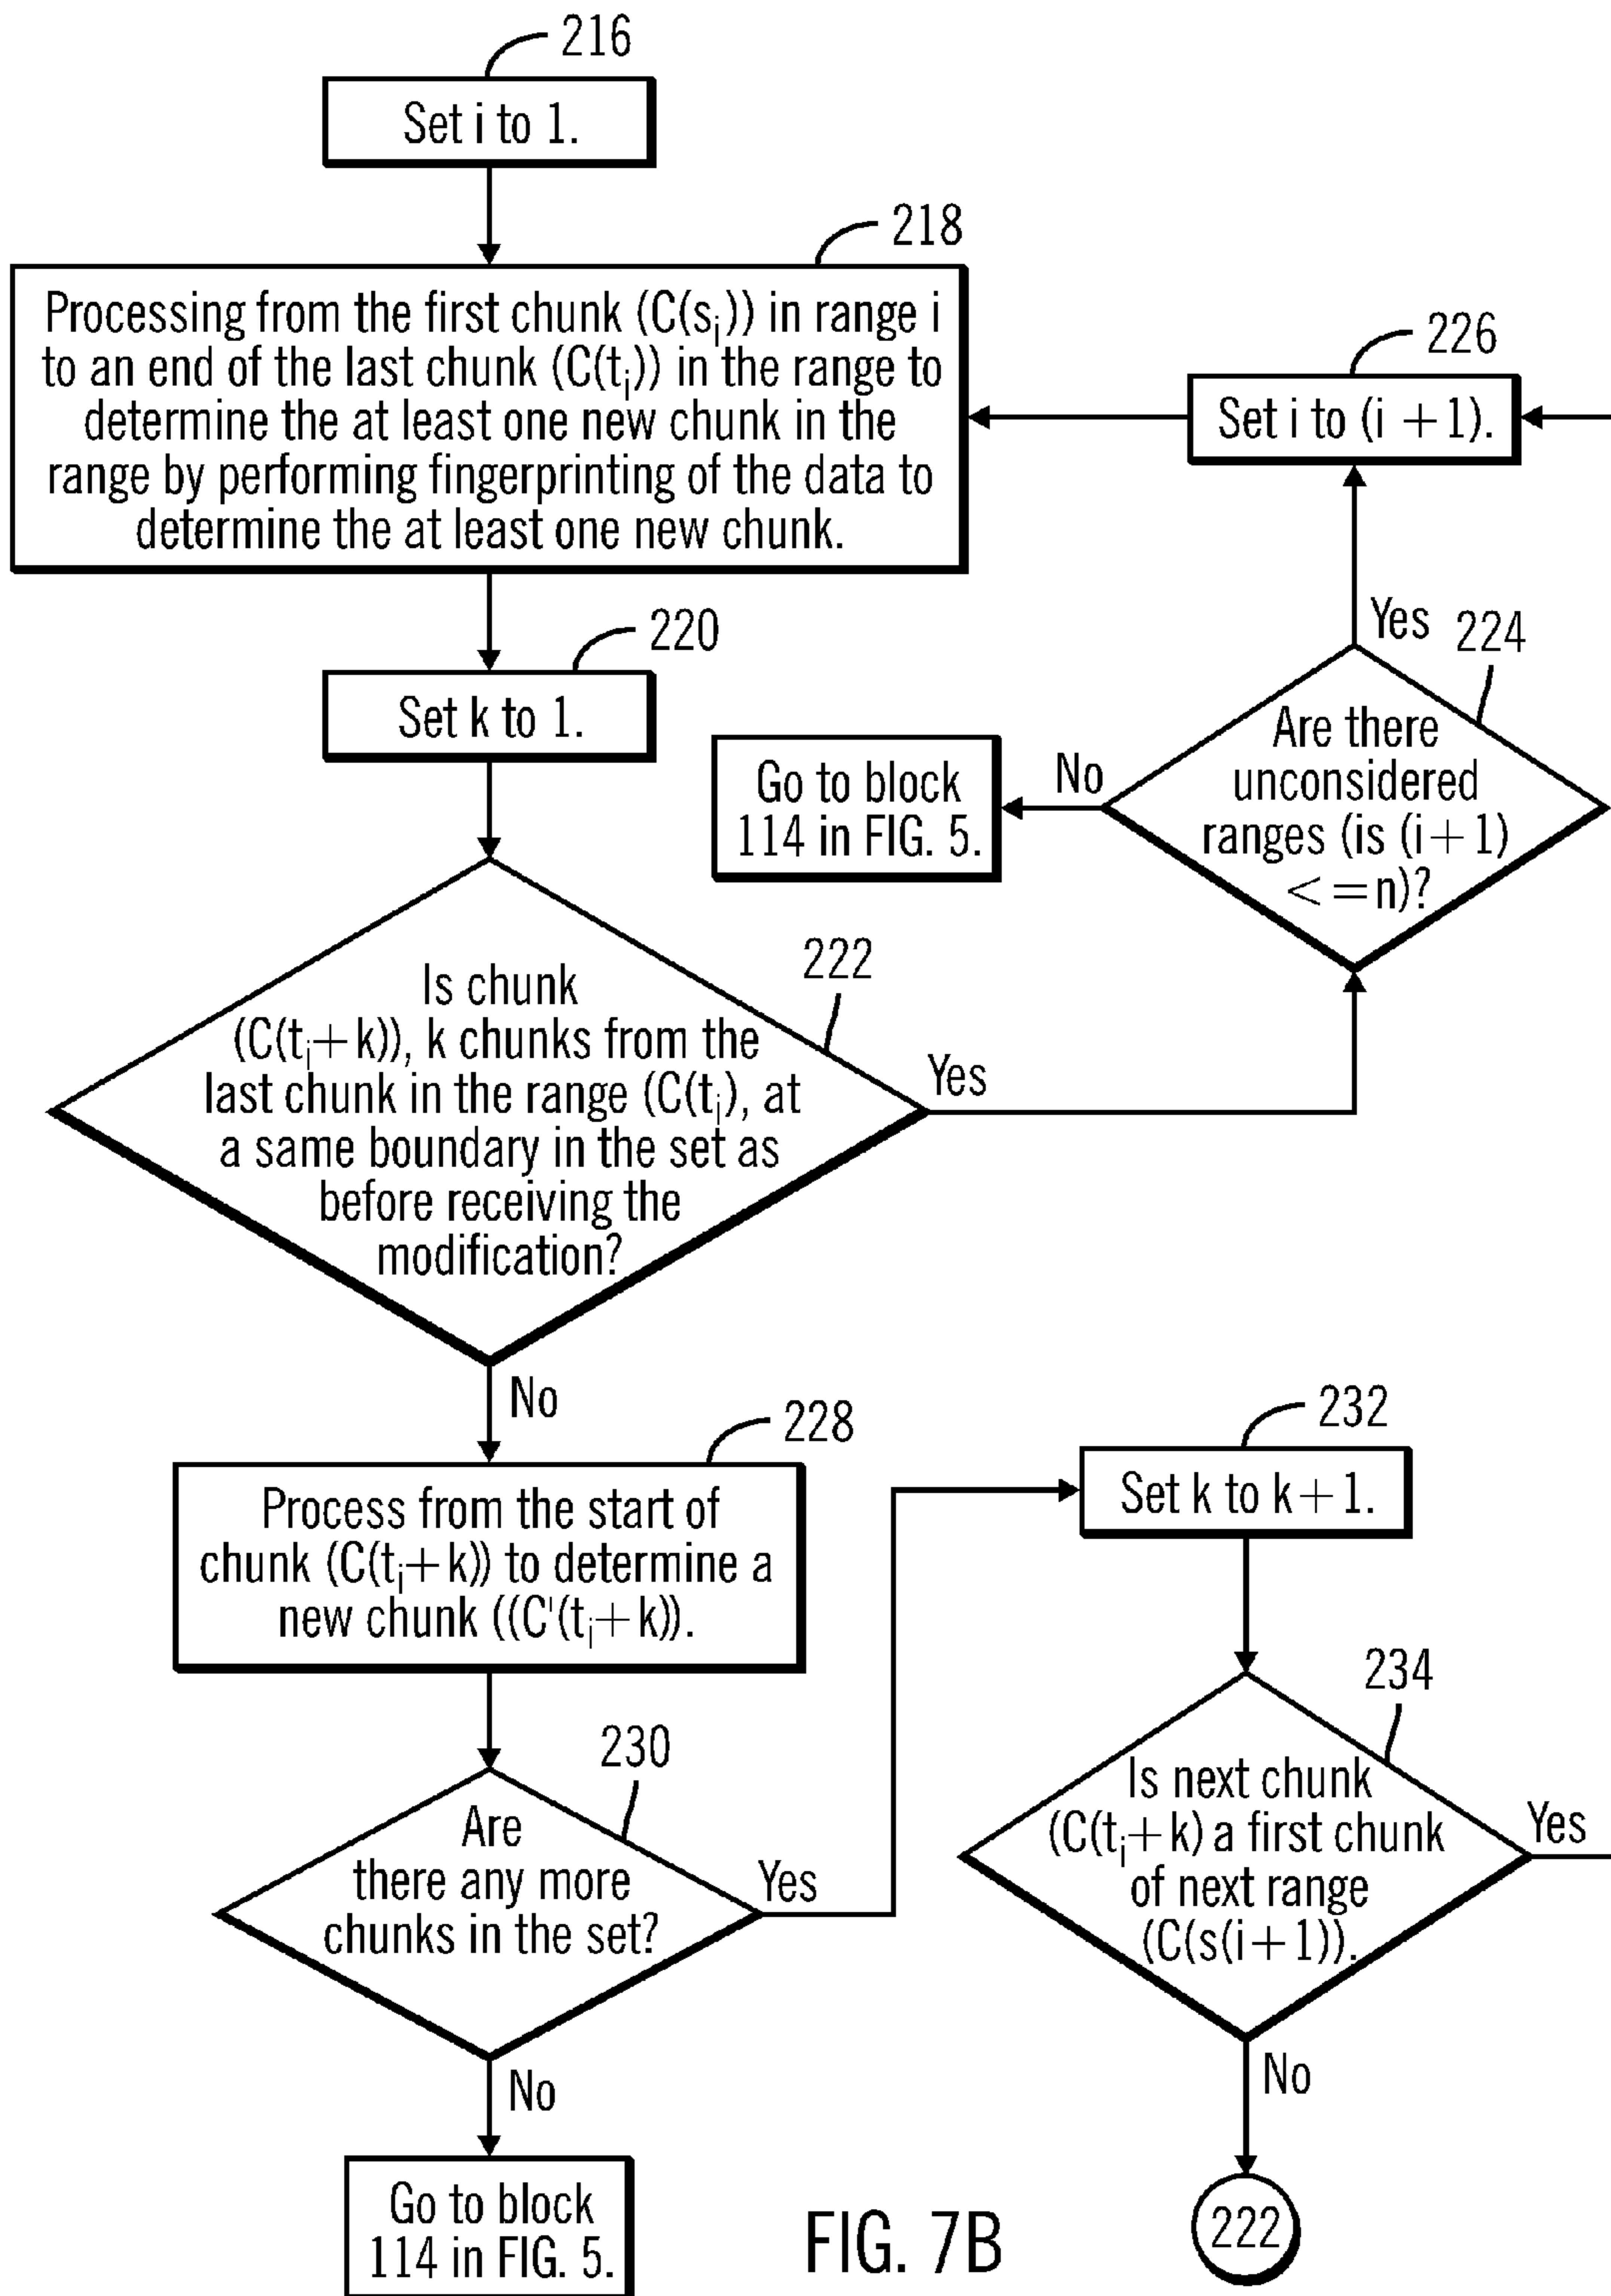 216
Set i to 1.
218
Processing from the first chunk (C(sᵢ)) in range i
to an end of the last chunk (C(tᵢ)) in the range to
determine the at least one new chunk in the
range by performing fingerprinting of the data to
determine the at least one new chunk.
226
Set i to (i +1).
220
Set k to 1.
Yes
224
Are there
unconsidered
ranges (is (i+1)
< =n)?
No
Go to block
114 in FIG. 5.
222
Is chunk
(C(tᵢ+k)), k chunks from the
last chunk in the range (C(tᵢ), at
a same boundary in the set as
before receiving the
modification?
Yes
No
228
Process from the start of
chunk (C(tᵢ+k)) to determine a
new chunk ((C'(tᵢ+k)).
232
Set k to k+1.
230
Are
there any more
chunks in the set?
Yes
234
Is next chunk
(C(tᵢ+k) a first chunk
of next range
(C(s(i+1)).
Yes
No
No
Go to block
114 in FIG. 5.
222
FIG. 7B